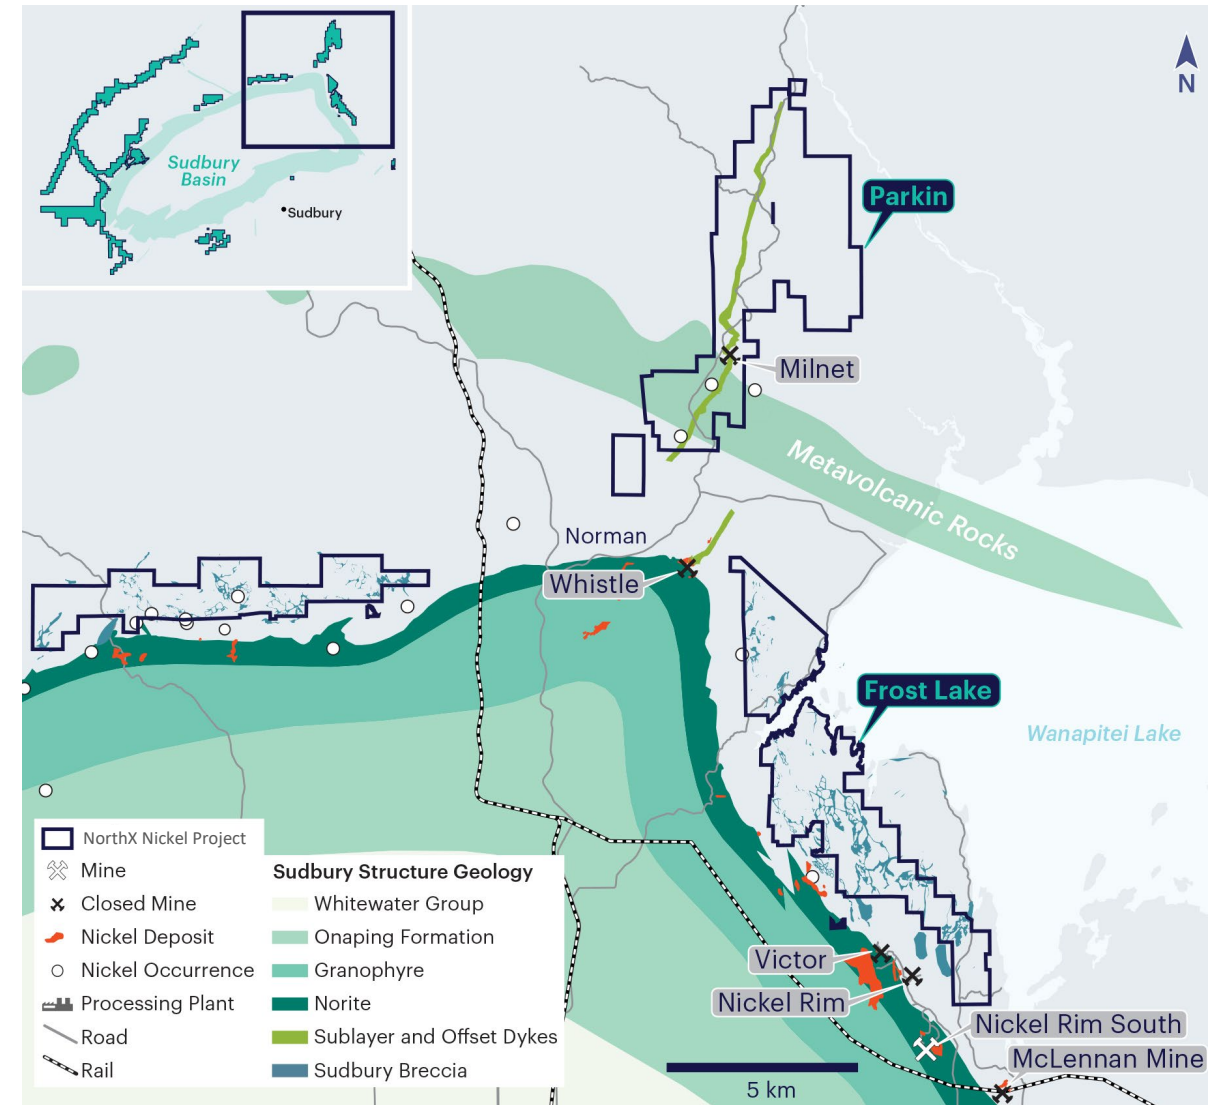 Sudbury
Basin
Sudbury
N
Parkin
Milnet
Metavolcanic Rocks
Norman
Whistle
Frost Lake
Wanapitei Lake
NorthX Nickel Project
Mine
Closed Mine
Nickel Deposit
Nickel Occurrence
Processing Plant
Road
Rail
Sudbury Structure Geology
Whitewater Group
Onaping Formation
Granophyre
Norite
Sublayer and Offset Dykes
Sudbury Breccia
Victor
Nickel Rim
Nickel Rim South
McLennan Mine
5 km